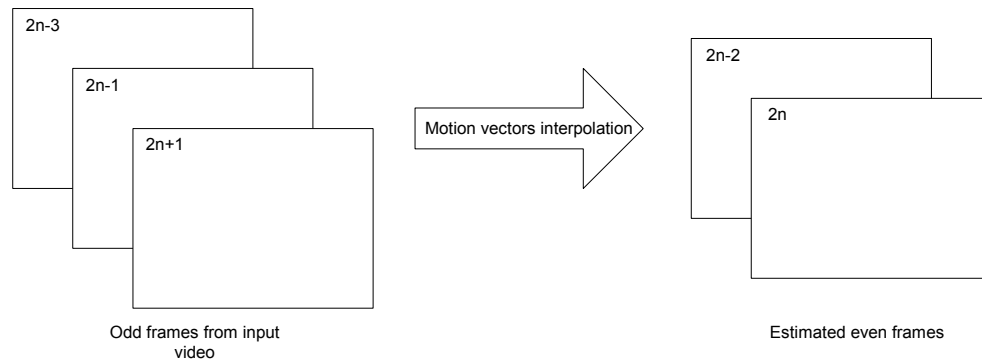 2n-3
2n-1
2n+1
Motion vectors interpolation
2n-2
2n
Odd frames from input
video
Estimated even frames